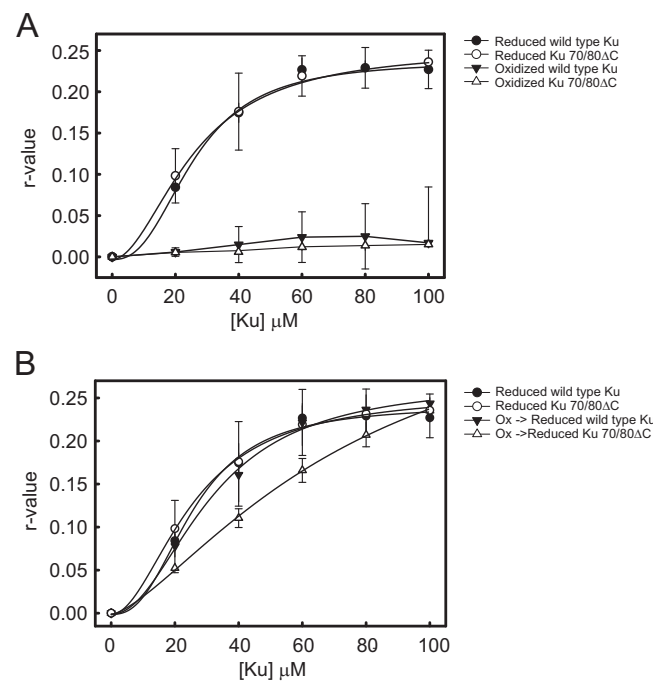 A
0.25
0.20
0.15
0.10
0.05
0.00
r-value
0 20 40 60 80 100
[Ku] μM
Reduced wild type Ku
Reduced Ku 70/80ΔC
Oxidized wild type Ku
Oxidized Ku 70/80ΔC
B
0.25
0.20
0.15
0.10
0.05
0.00
r-value
0 20 40 60 80 100
[Ku] μM
Reduced wild type Ku
Reduced Ku 70/80ΔC
Ox -> Reduced wild type Ku
Ox ->Reduced Ku 70/80ΔC